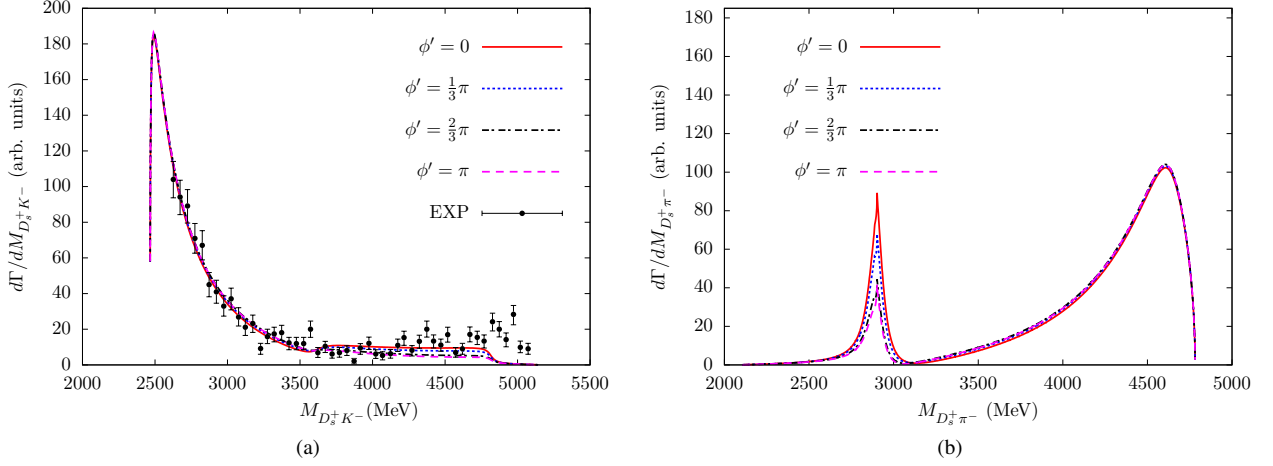 dΓ/dM_{D_s^+K^-} (arb. units)
200
180
160
140
120
100
80
60
40
20
0
2000 2500 3000 3500 4000 4500 5000 5500
M_{D_s^+K^-}(MeV)
ϕ′ = 0
ϕ′ = 1/3π
ϕ′ = 2/3π
ϕ′ = π
EXP
(a)
dΓ/dM_{D_s^+π^-} (arb. units)
140
120
100
80
60
40
20
0
2000 2500 3000 3500 4000 4500 5000
M_{D_s^+π^-} (MeV)
ϕ′ = 0
ϕ′ = 1/3π
ϕ′ = 2/3π
ϕ′ = π
(b)